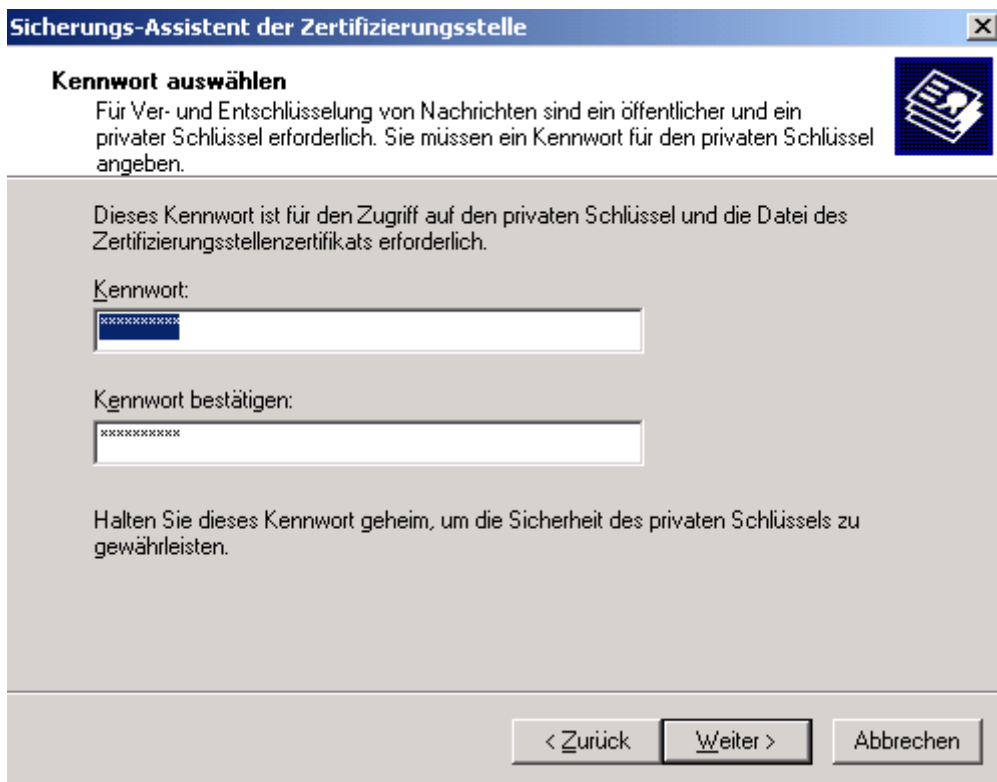 Sicherungs-Assistent der Zertifizierungsstelle
Kennwort auswählen
Für Ver- und Entschlüsselung von Nachrichten sind ein öffentlicher und ein
privater Schlüssel erforderlich. Sie müssen ein Kennwort für den privaten Schlüssel
angeben.
Dieses Kennwort ist für den Zugriff auf den privaten Schlüssel und die Datei des
Zertifizierungsstellenzertifikats erforderlich.
Kennwort:
**********
Kennwort bestätigen:
**********
Halten Sie dieses Kennwort geheim, um die Sicherheit des privaten Schlüssels zu
gewährleisten.
< Zurück Weiter > Abbrechen